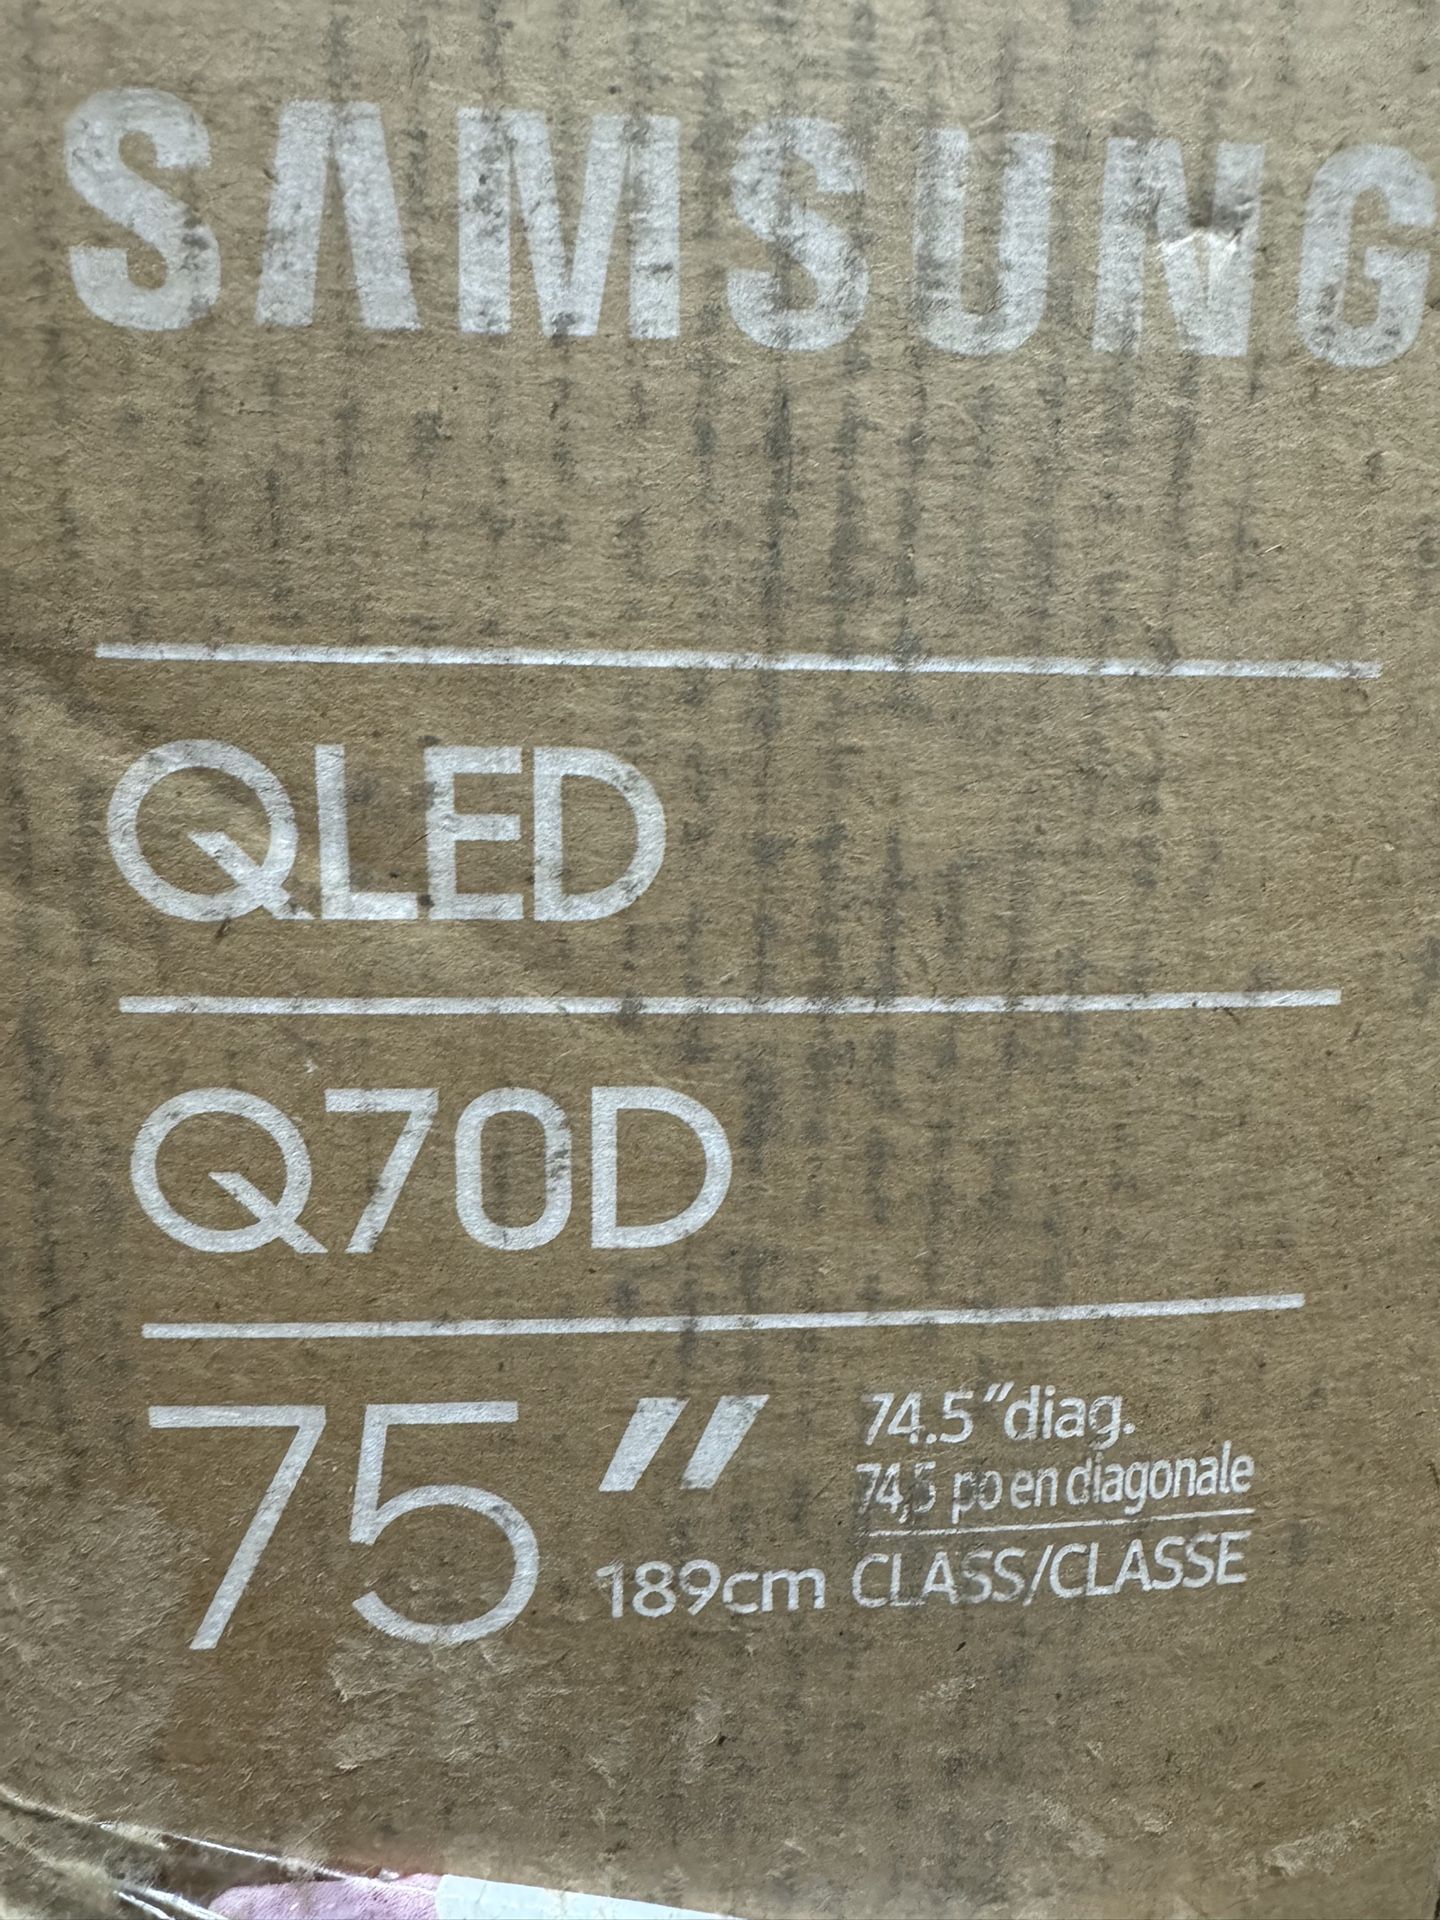 SAMSUNG
QLED
Q70D
75” 74.5”diag.
74,5 po en diagonale
189cm CLASS/CLASSE